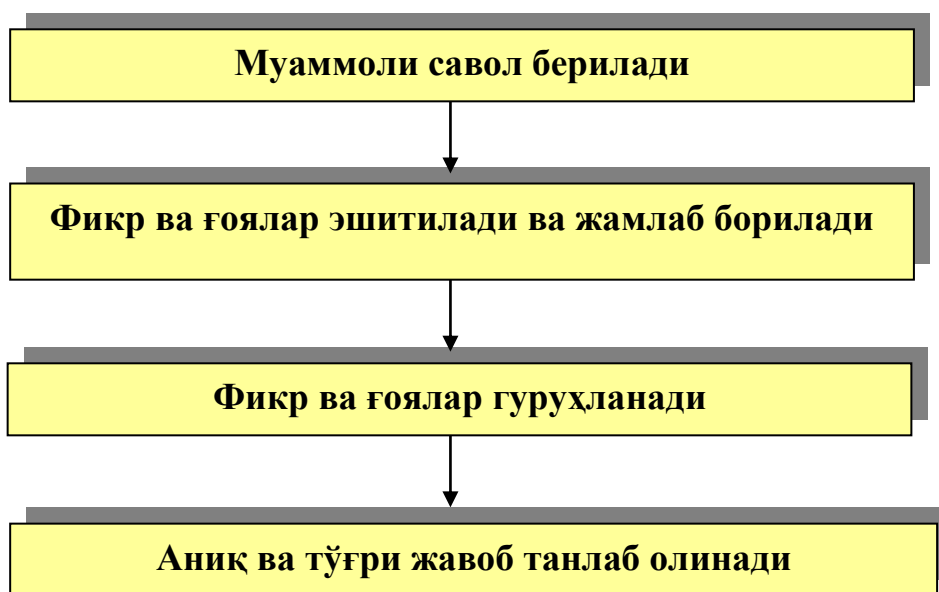 Муаммоли савол берилади
Фикр ва ғоялар эшитилади ва жамлаб борилади
Фикр ва ғоялар гуруҳланади
Аниқ ва тўғри жавоб танлаб олинади